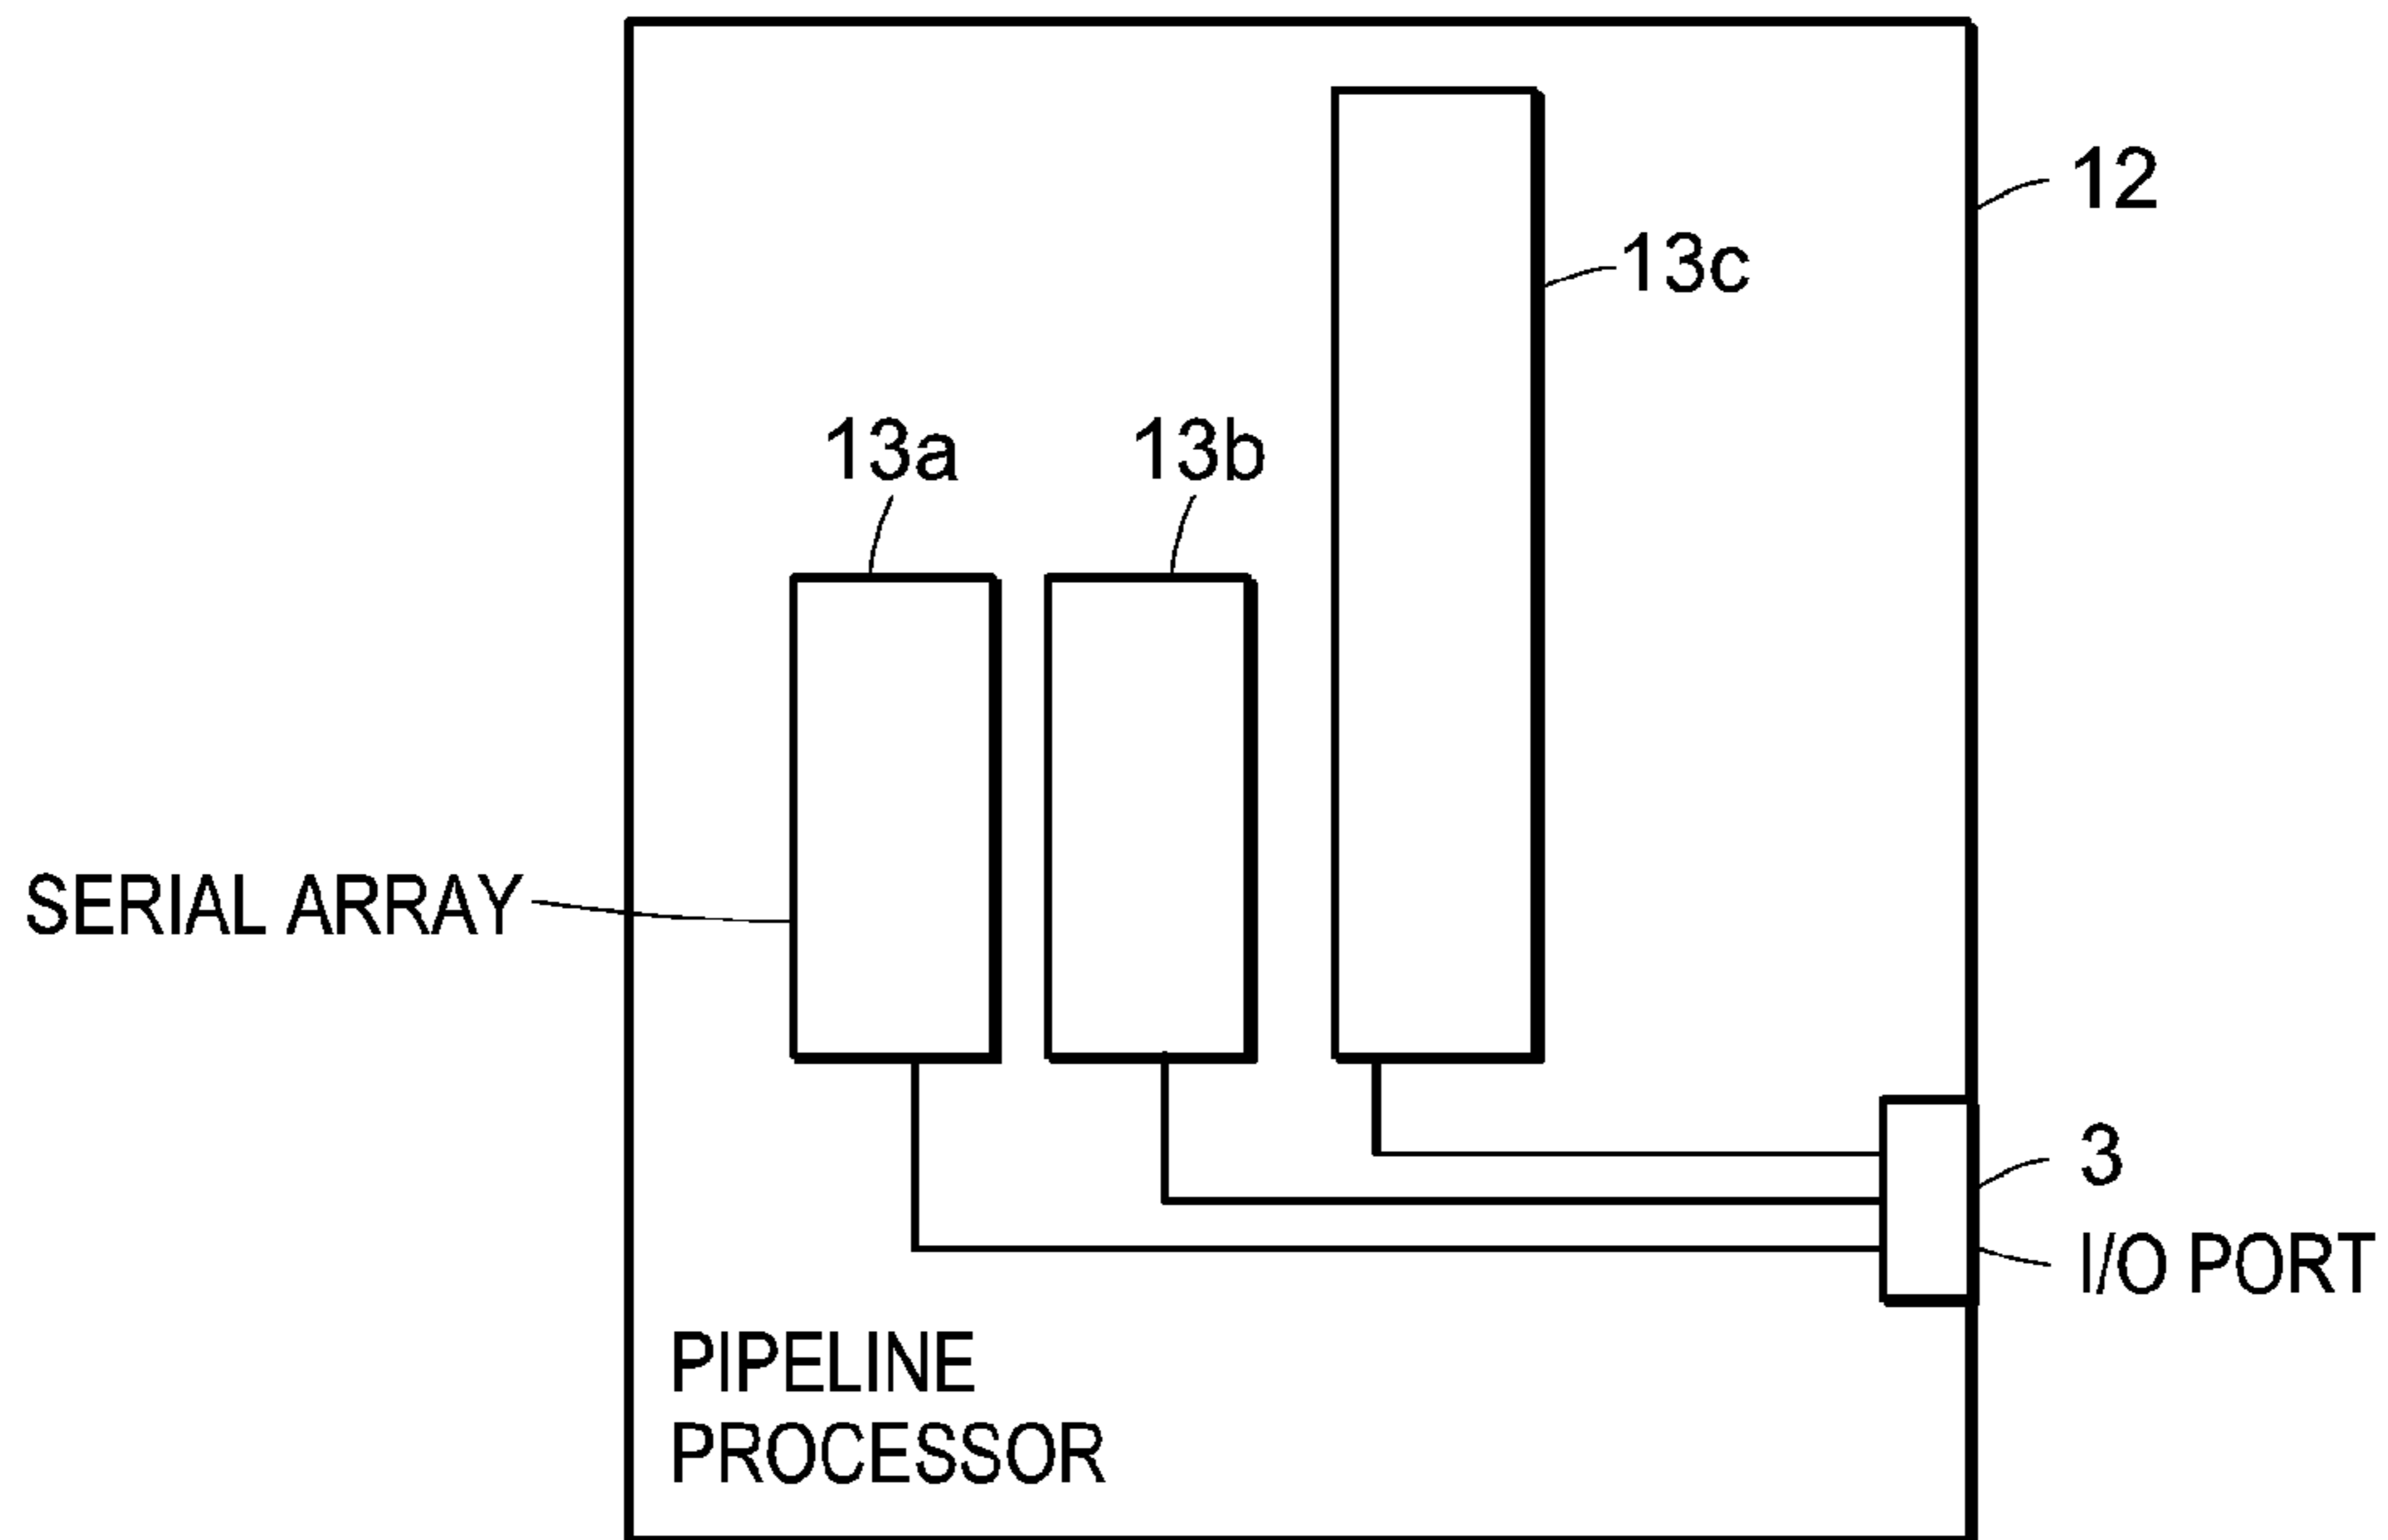 12
13c
13a
13b
SERIAL ARRAY
3
I/O PORT
PIPELINE
PROCESSOR